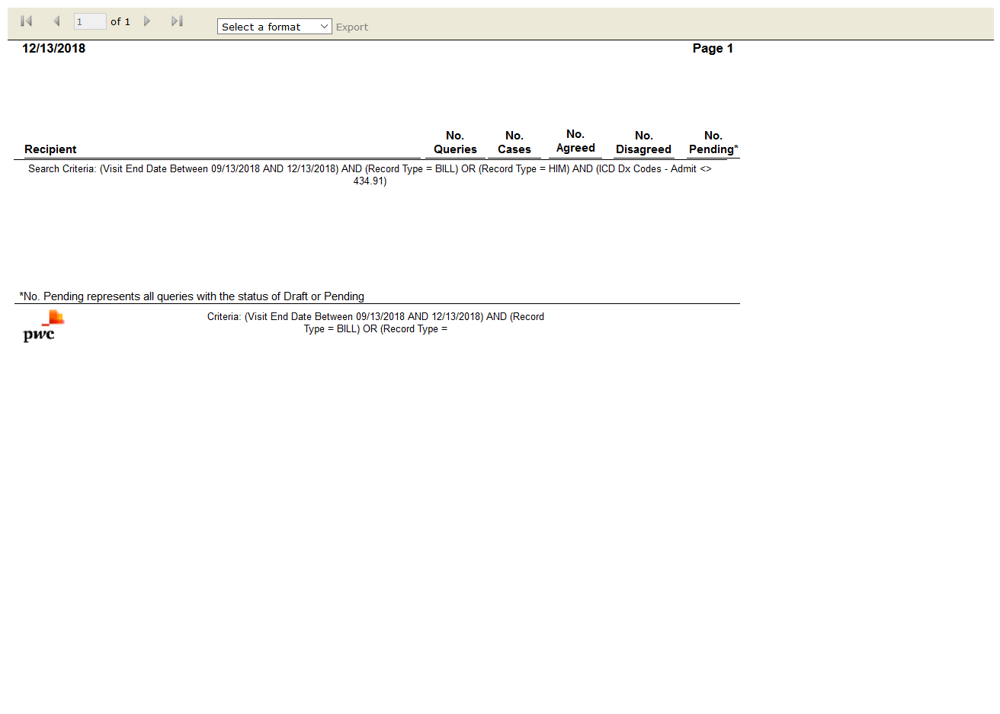 1 of 1 Select a format Export
12/13/2018 Page 1
No. No. No. No. No.
Recipient Queries Cases Agreed Disagreed Pending*
Search Criteria: (Visit End Date Between 09/13/2018 AND 12/13/2018) AND (Record Type = BILL) OR (Record Type = HIM) AND (ICD Dx Codes - Admit <>
434.91)
*No. Pending represents all queries with the status of Draft or Pending
Criteria: (Visit End Date Between 09/13/2018 AND 12/13/2018) AND (Record
Type = BILL) OR (Record Type =
pwc